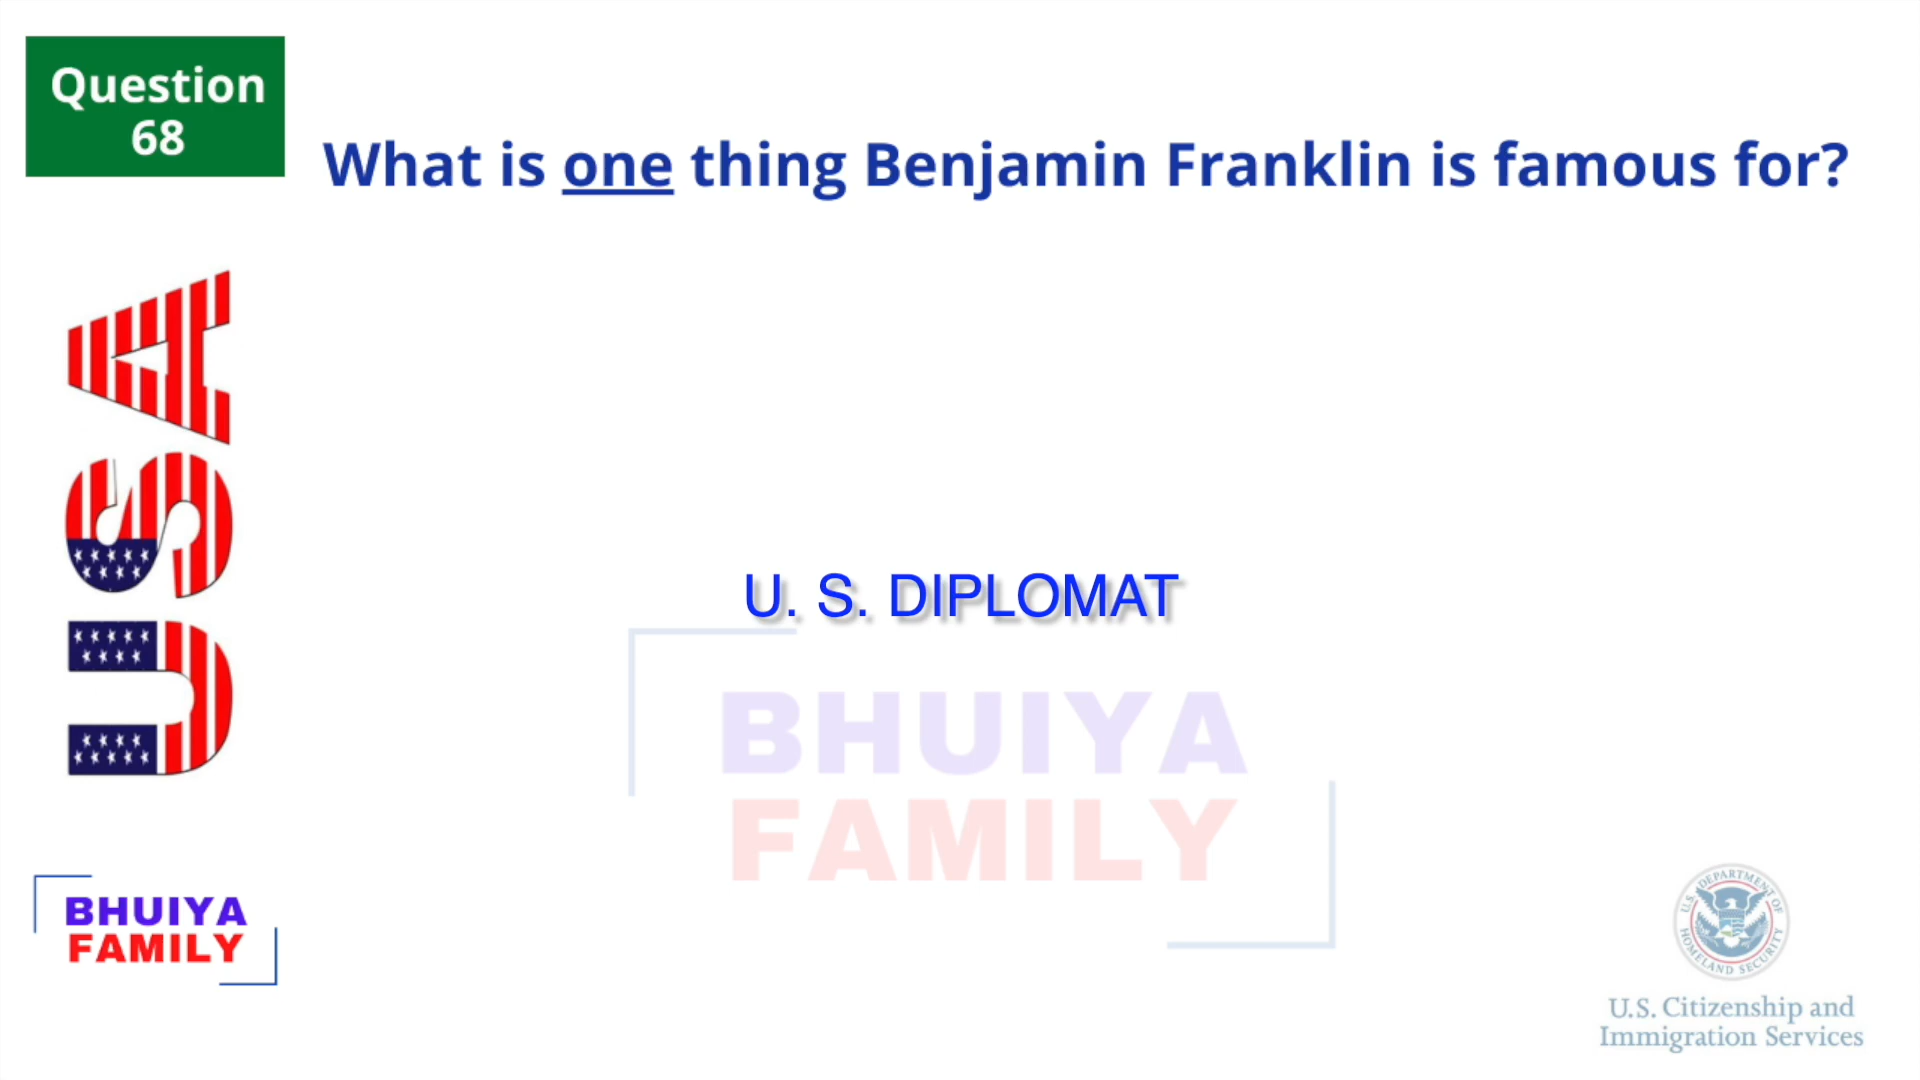 Question
68
What is one thing Benjamin Franklin is famous for?
USA
U. S. DIPLOMAT
BHUIYA
FAMILY
BHUIYA
FAMILY
U.S. DEPARTMENT OF
HOMELAND SECURITY
U.S. Citizenship and
Immigration Services